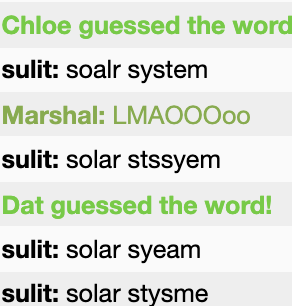 Chloe guessed the word
sulit: soalr system
Marshal: LMAOOOoo
sulit: solar stssyem
Dat guessed the word!
sulit: solar syeam
sulit: solar stysme